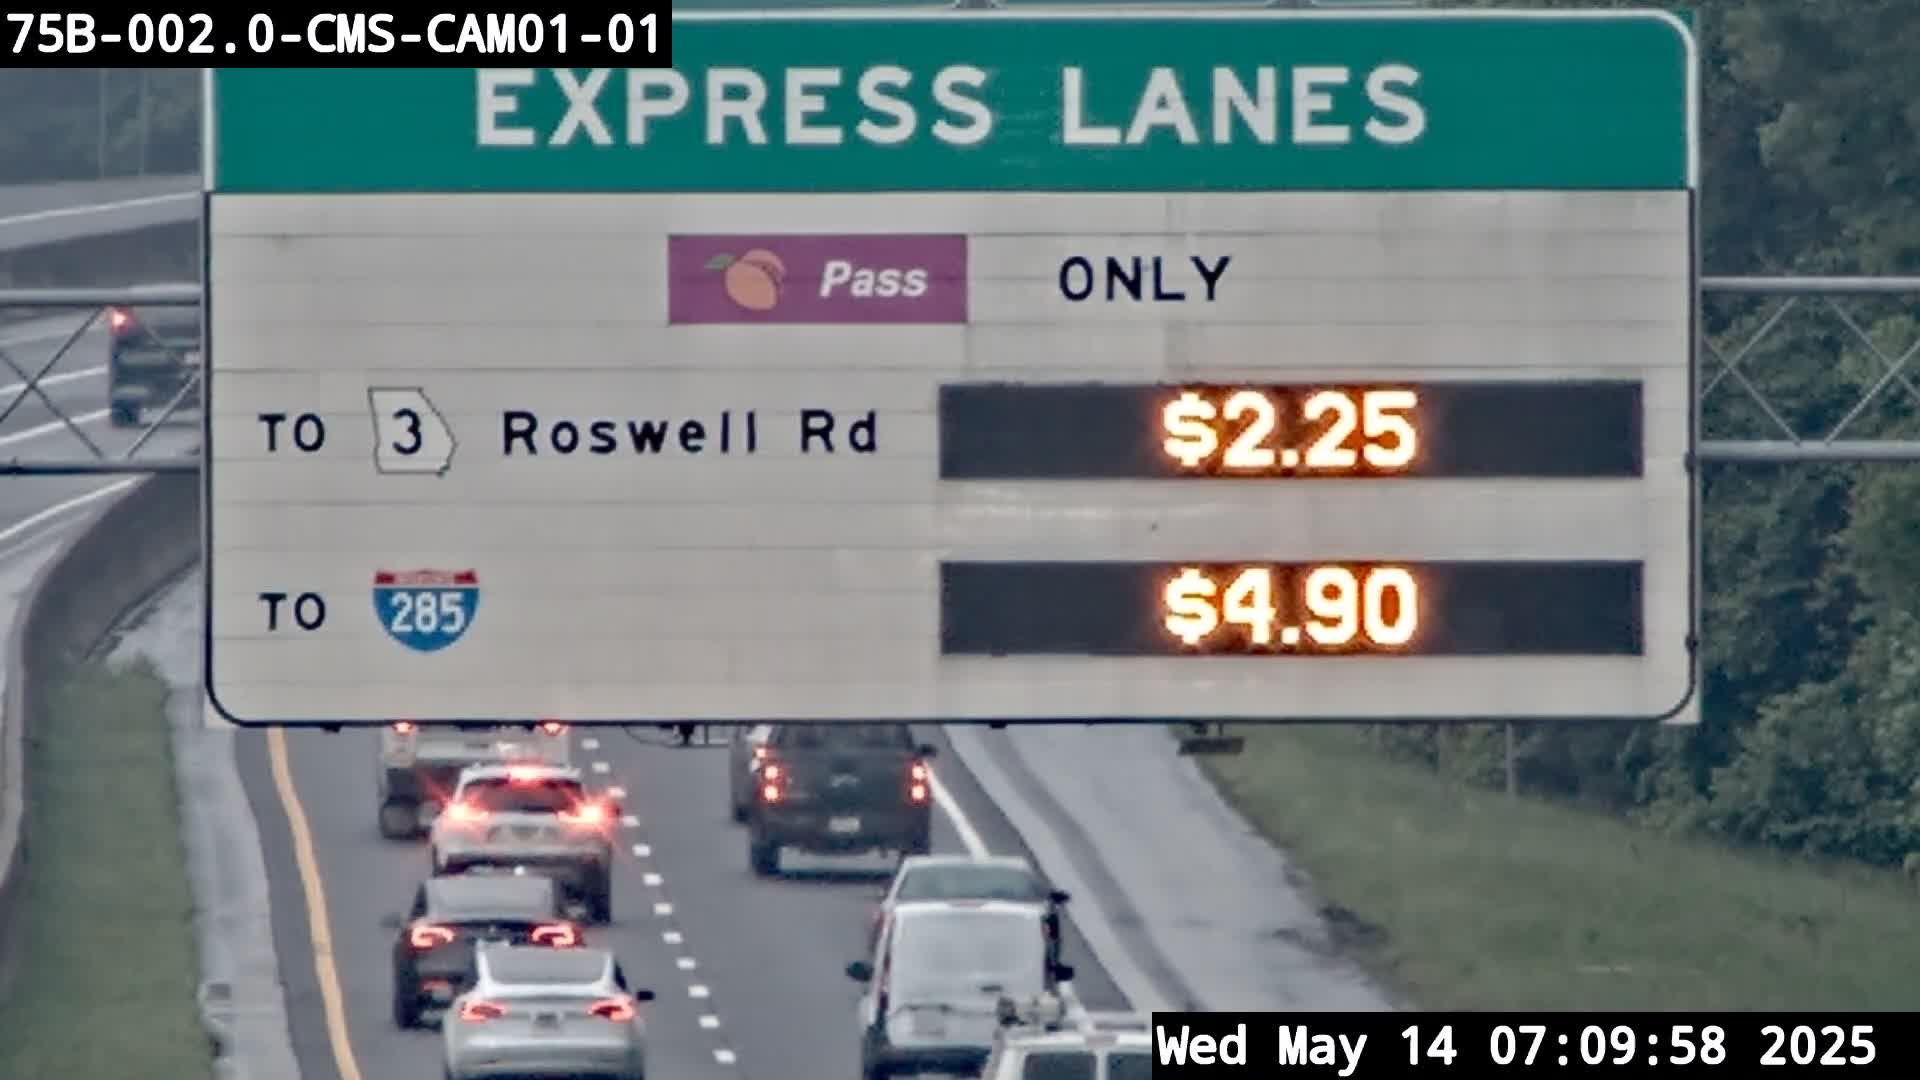 75B-002.0-CMS-CAM01-01
EXPRESS LANES
Pass ONLY
TO 3 Roswell Rd $2.25
TO 285 $4.90
Wed May 14 07:09:58 2025